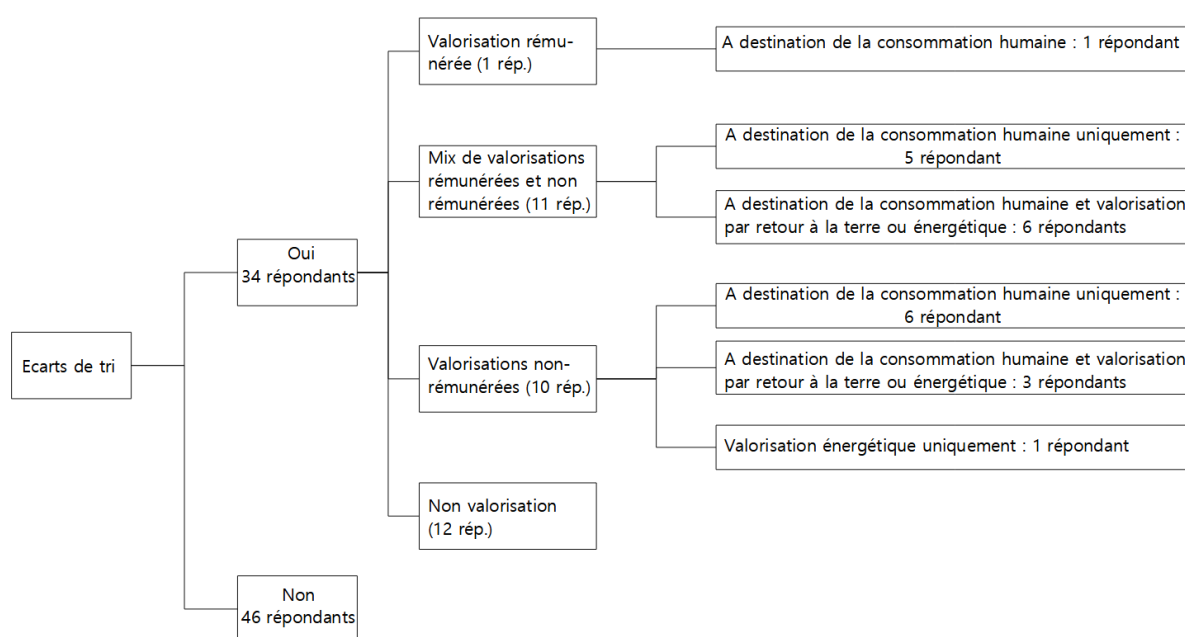 Ecarts de tri
Oui
34 répondants
Non
46 répondants
Valorisation rému-
nérée (1 rép.)
Mix de valorisations
rémunérées et non
rémunérées (11 rép.)
Valorisations non-
rémunérées (10 rép.)
Non valorisation
(12 rép.)
A destination de la consommation humaine : 1 répondant
A destination de la consommation humaine uniquement :
5 répondant
A destination de la consommation humaine et valorisation
par retour à la terre ou énergétique : 6 répondants
A destination de la consommation humaine uniquement :
6 répondant
A destination de la consommation humaine et valorisation
par retour à la terre ou énergétique : 3 répondants
Valorisation énergétique uniquement : 1 répondant